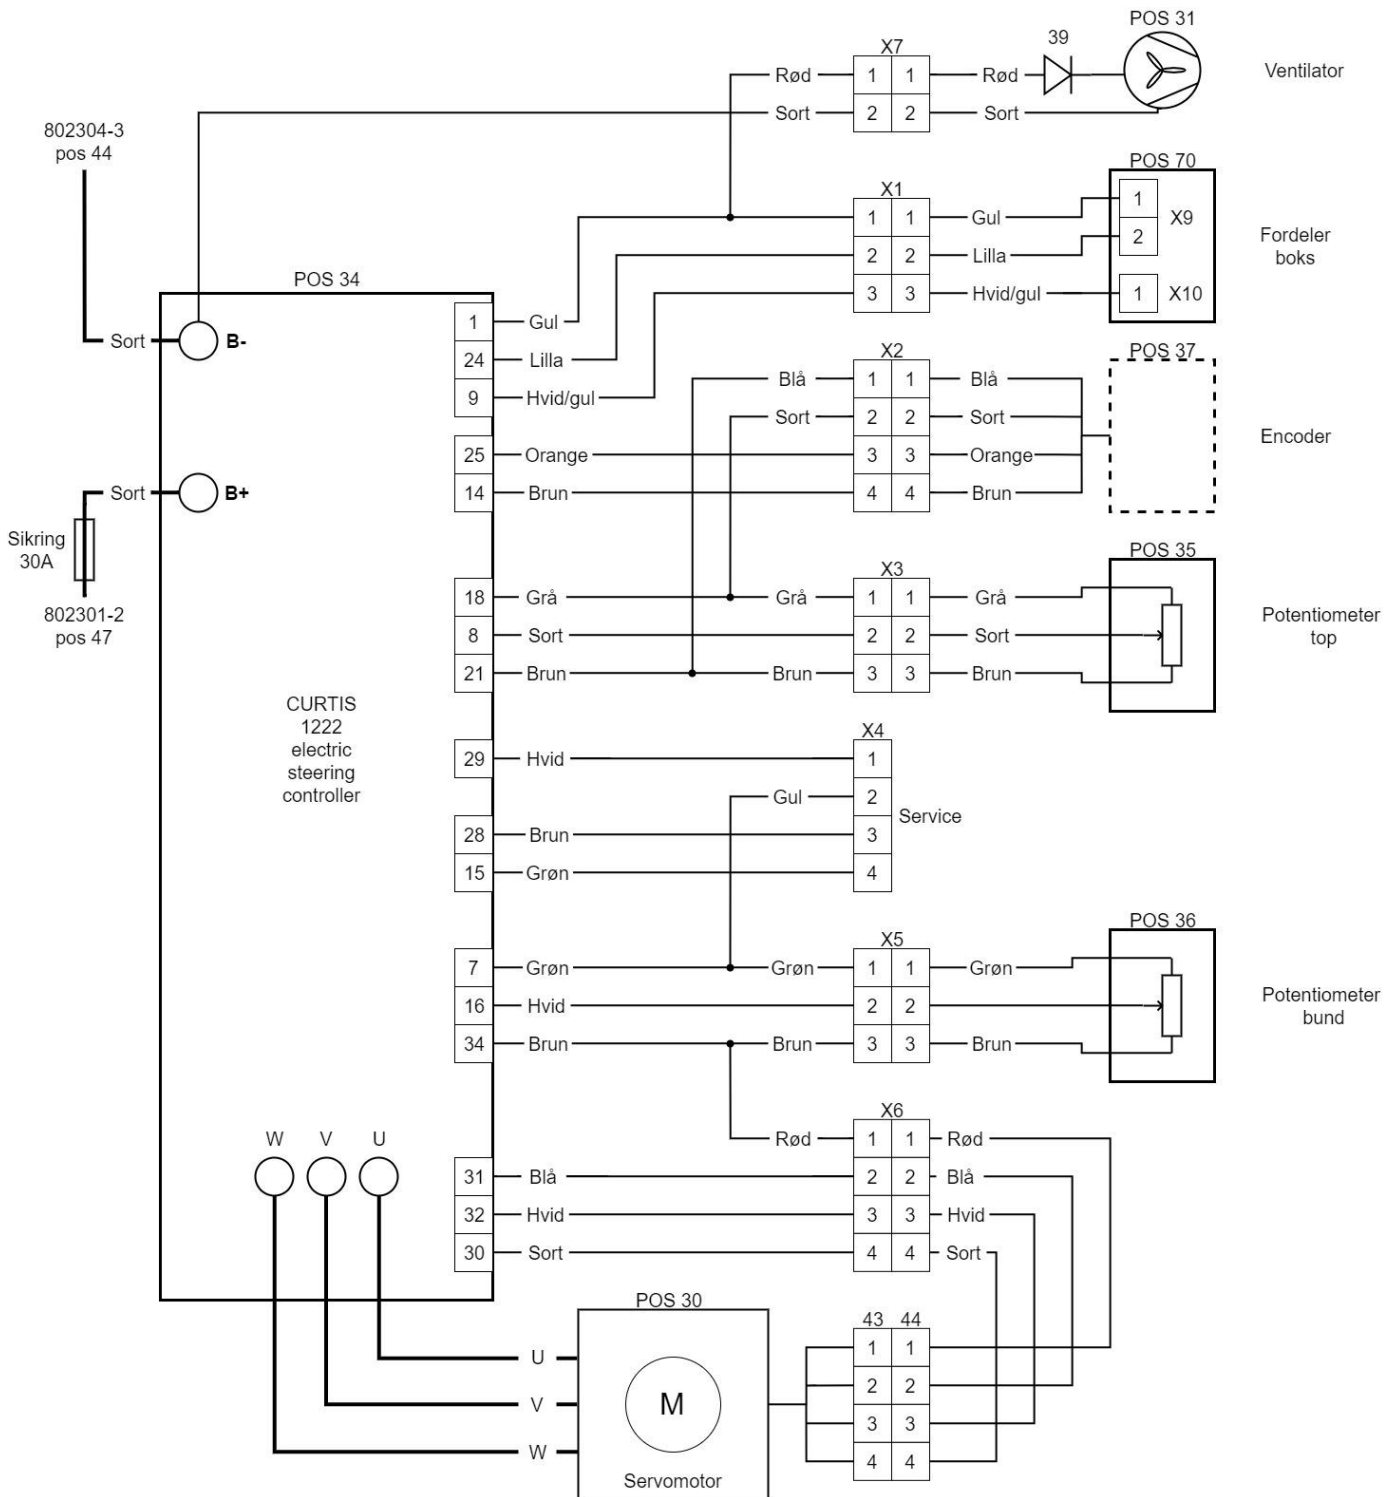 POS 31
39
X7
Rød 1 1 Rød
Ventilator
Sort 2 2 Sort
802304-3
pos 44
POS 70
X1
1 1 Gul 1
X9
2 2 Lilla 2
Fordeler
boks
3 3 Hvid/gul 1 X10
POS 34
1 Gul
Sort B-
24 Lilla
9 Hvid/gul
X2
POS 37
Blå 1 1 Blå
Sort 2 2 Sort
Encoder
25 Orange 3 3 Orange
14 Brun 4 4 Brun
Sort B+
Sikring
30A
802301-2
pos 47
X3
POS 35
18 Grå Grå 1 1 Grå
8 Sort 2 2 Sort
21 Brun Brun 3 3 Brun
Potentiometer
top
CURTIS
1222
electric
steering
controller
X4
29 Hvid 1
Gul 2
28 Brun 3
15 Grøn 4
Service
X5
POS 36
7 Grøn Grøn 1 1 Grøn
16 Hvid 2 2
34 Brun Brun 3 3 Brun
Potentiometer
bund
X6
W V U
Rød 1 1 Rød
31 Blå 2 2 Blå
32 Hvid 3 3 Hvid
30 Sort 4 4 Sort
POS 30
43 44
1 1
2 2
3 3
4 4
U
V
W
M
Servomotor